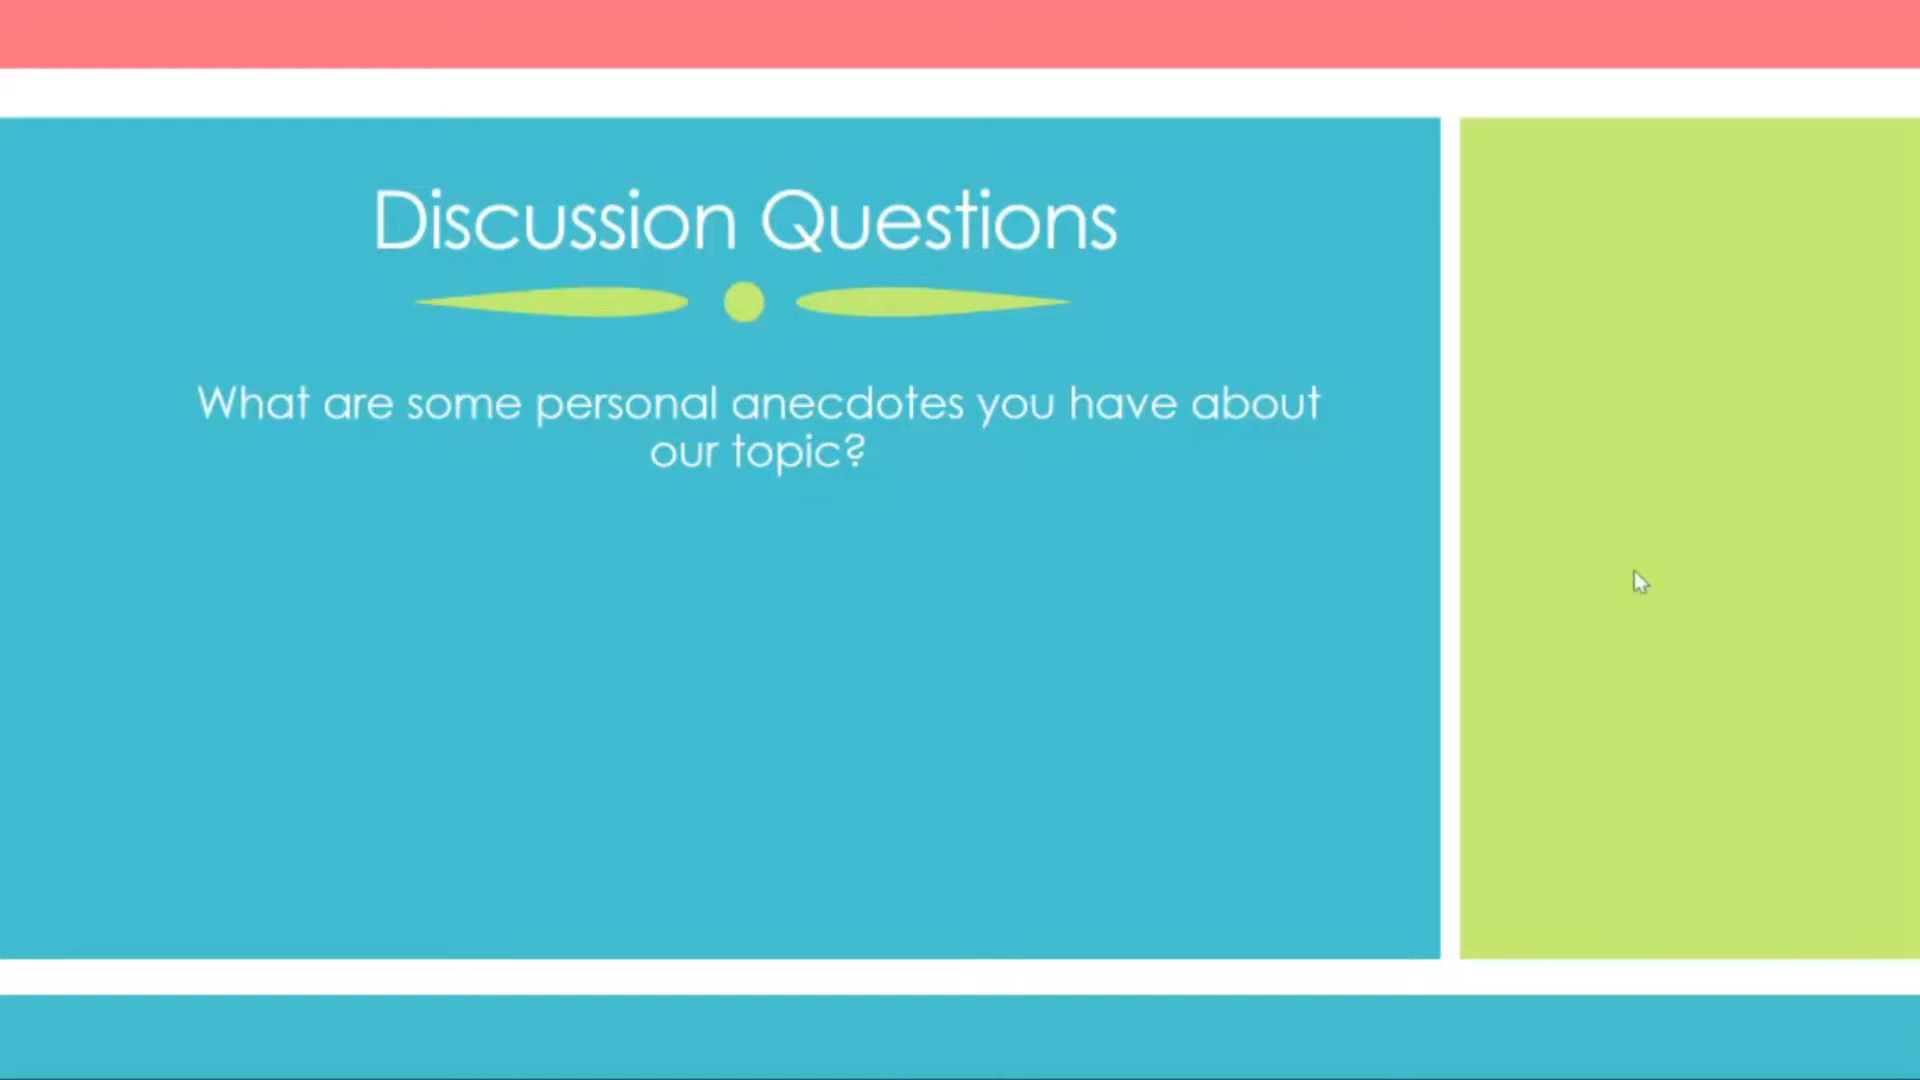 Discussion Questions
What are some personal anecdotes you have about
our topic?